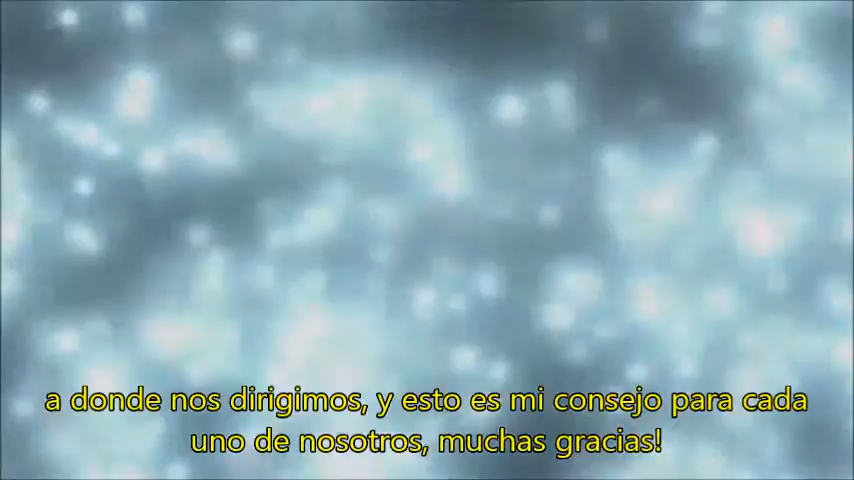 a donde nos dirigimos, y esto es mi consejo para cada
uno de nosotros, muchas gracias!